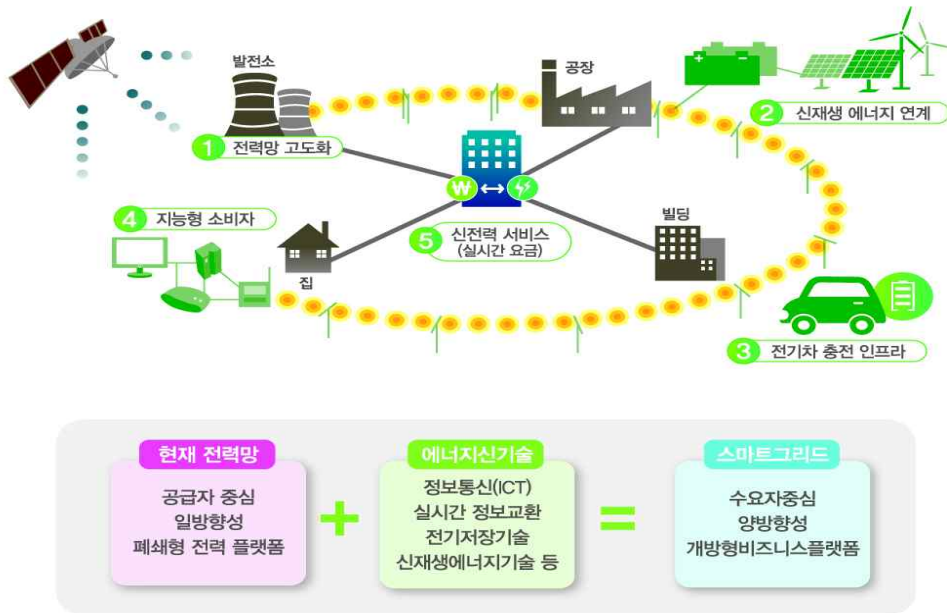 발전소
공장
1 전력망 고도화
2 신재생 에너지 연계
4 지능형 소비자
₩
5 신전력 서비스
(실시간 요금)
빌딩
집
3 전기차 충전 인프라
현재 전력망
공급자 중심
일방향성
폐쇄형 전력 플랫폼
+
에너지신기술
정보통신(ICT)
실시간 정보교환
전기저장기술
신재생에너지기술 등
=
스마트그리드
수요자중심
양방향성
개방형비즈니스플랫폼